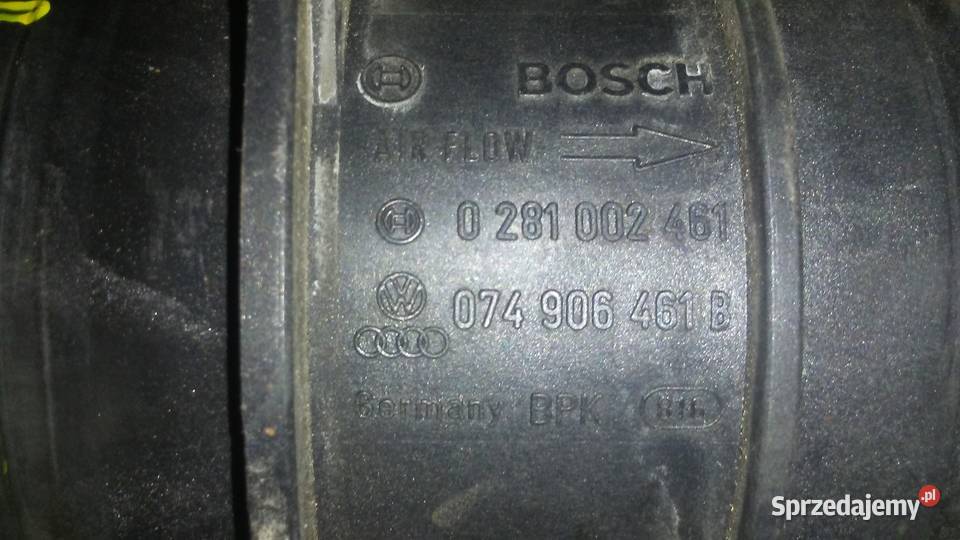 BOSCH
AIR FLOW
0 281 002 461
074 906 461 B
Germany BPK
Sprzedajemy.pl